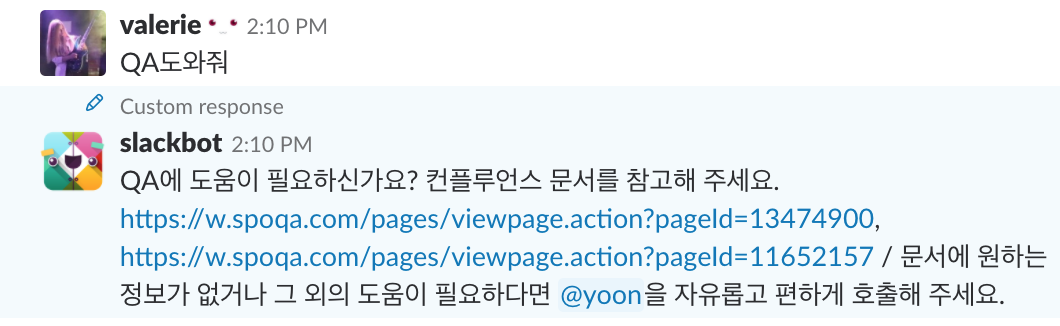 valerie 2:10 PM
QA도와줘
Custom response
slackbot 2:10 PM
QA에 도움이 필요하신가요? 컨플루언스 문서를 참고해 주세요.
https://w.spoqa.com/pages/viewpage.action?pageId=13474900,
https://w.spoqa.com/pages/viewpage.action?pageId=11652157 / 문서에 원하는
정보가 없거나 그 외의 도움이 필요하다면 @yoon을 자유롭고 편하게 호출해 주세요.